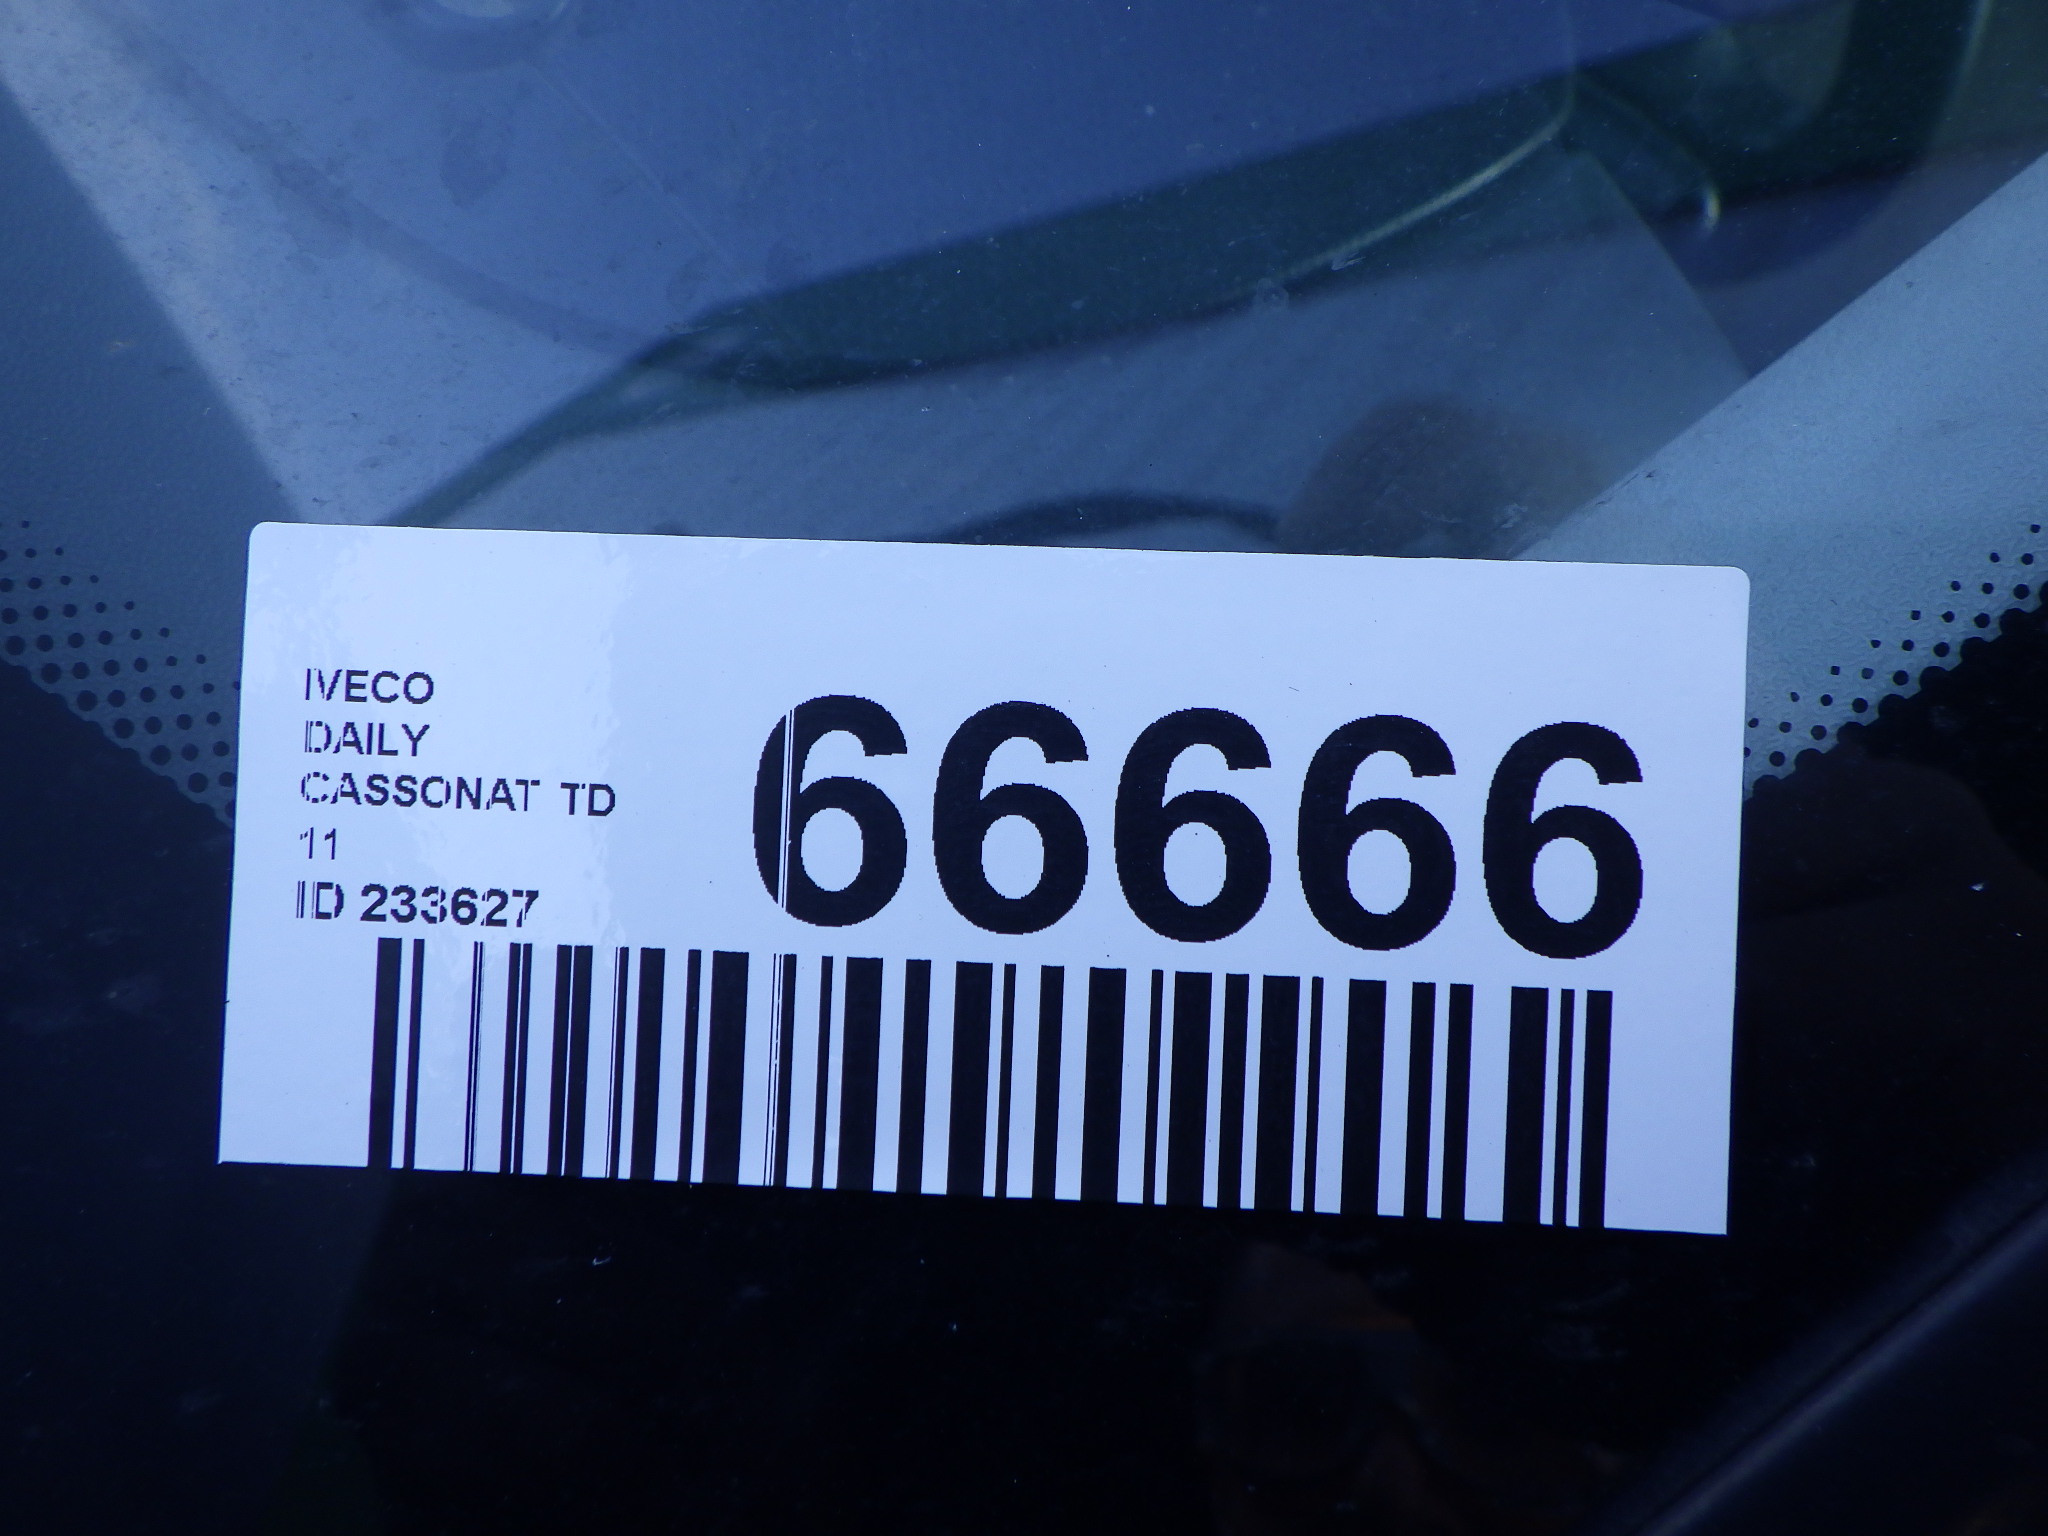 IVECO
DAILY
CASSONAT TD
11
ID 233627
66666